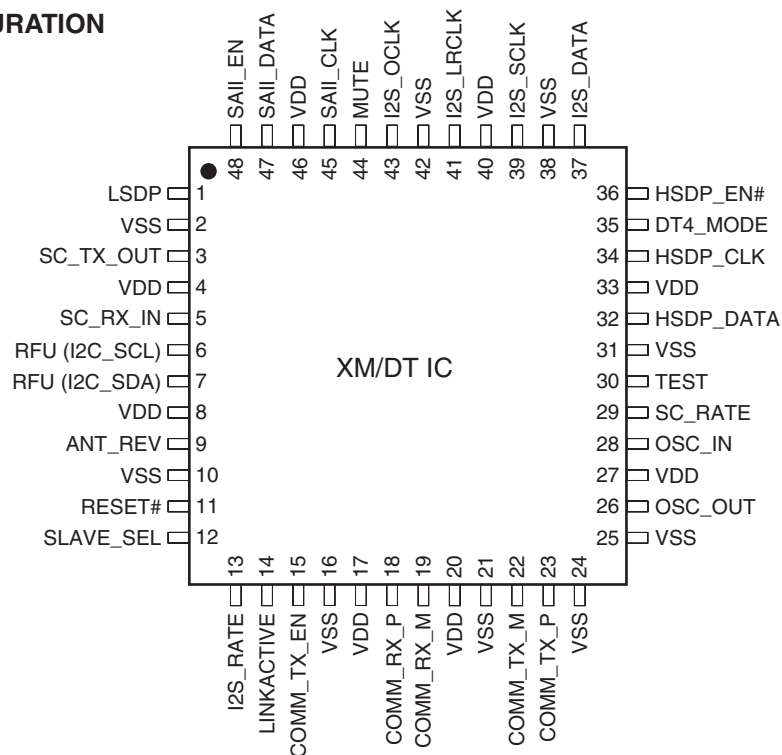 URATION
SAII_EN
SAII_DATA
VDD
SAII_CLK
MUTE
I2S_OCLK
VSS
I2S_LRCLK
VDD
I2S_SCLK
VSS
I2S_DATA
48
47
46
45
44
43
42
41
40
39
38
37
LSDP 1
VSS 2
SC_TX_OUT 3
VDD 4
SC_RX_IN 5
RFU (I2C_SCL) 6
RFU (I2C_SDA) 7
VDD 8
ANT_REV 9
VSS 10
RESET# 11
SLAVE_SEL 12
XM/DT IC
36 HSDP_EN#
35 DT4_MODE
34 HSDP_CLK
33 VDD
32 HSDP_DATA
31 VSS
30 TEST
29 SC_RATE
28 OSC_IN
27 VDD
26 OSC_OUT
25 VSS
13
14
15
16
17
18
19
20
21
22
23
24
I2S_RATE
LINKACTIVE
COMM_TX_EN
VSS
VDD
COMM_RX_P
COMM_RX_M
VDD
VSS
COMM_TX_M
COMM_TX_P
VSS